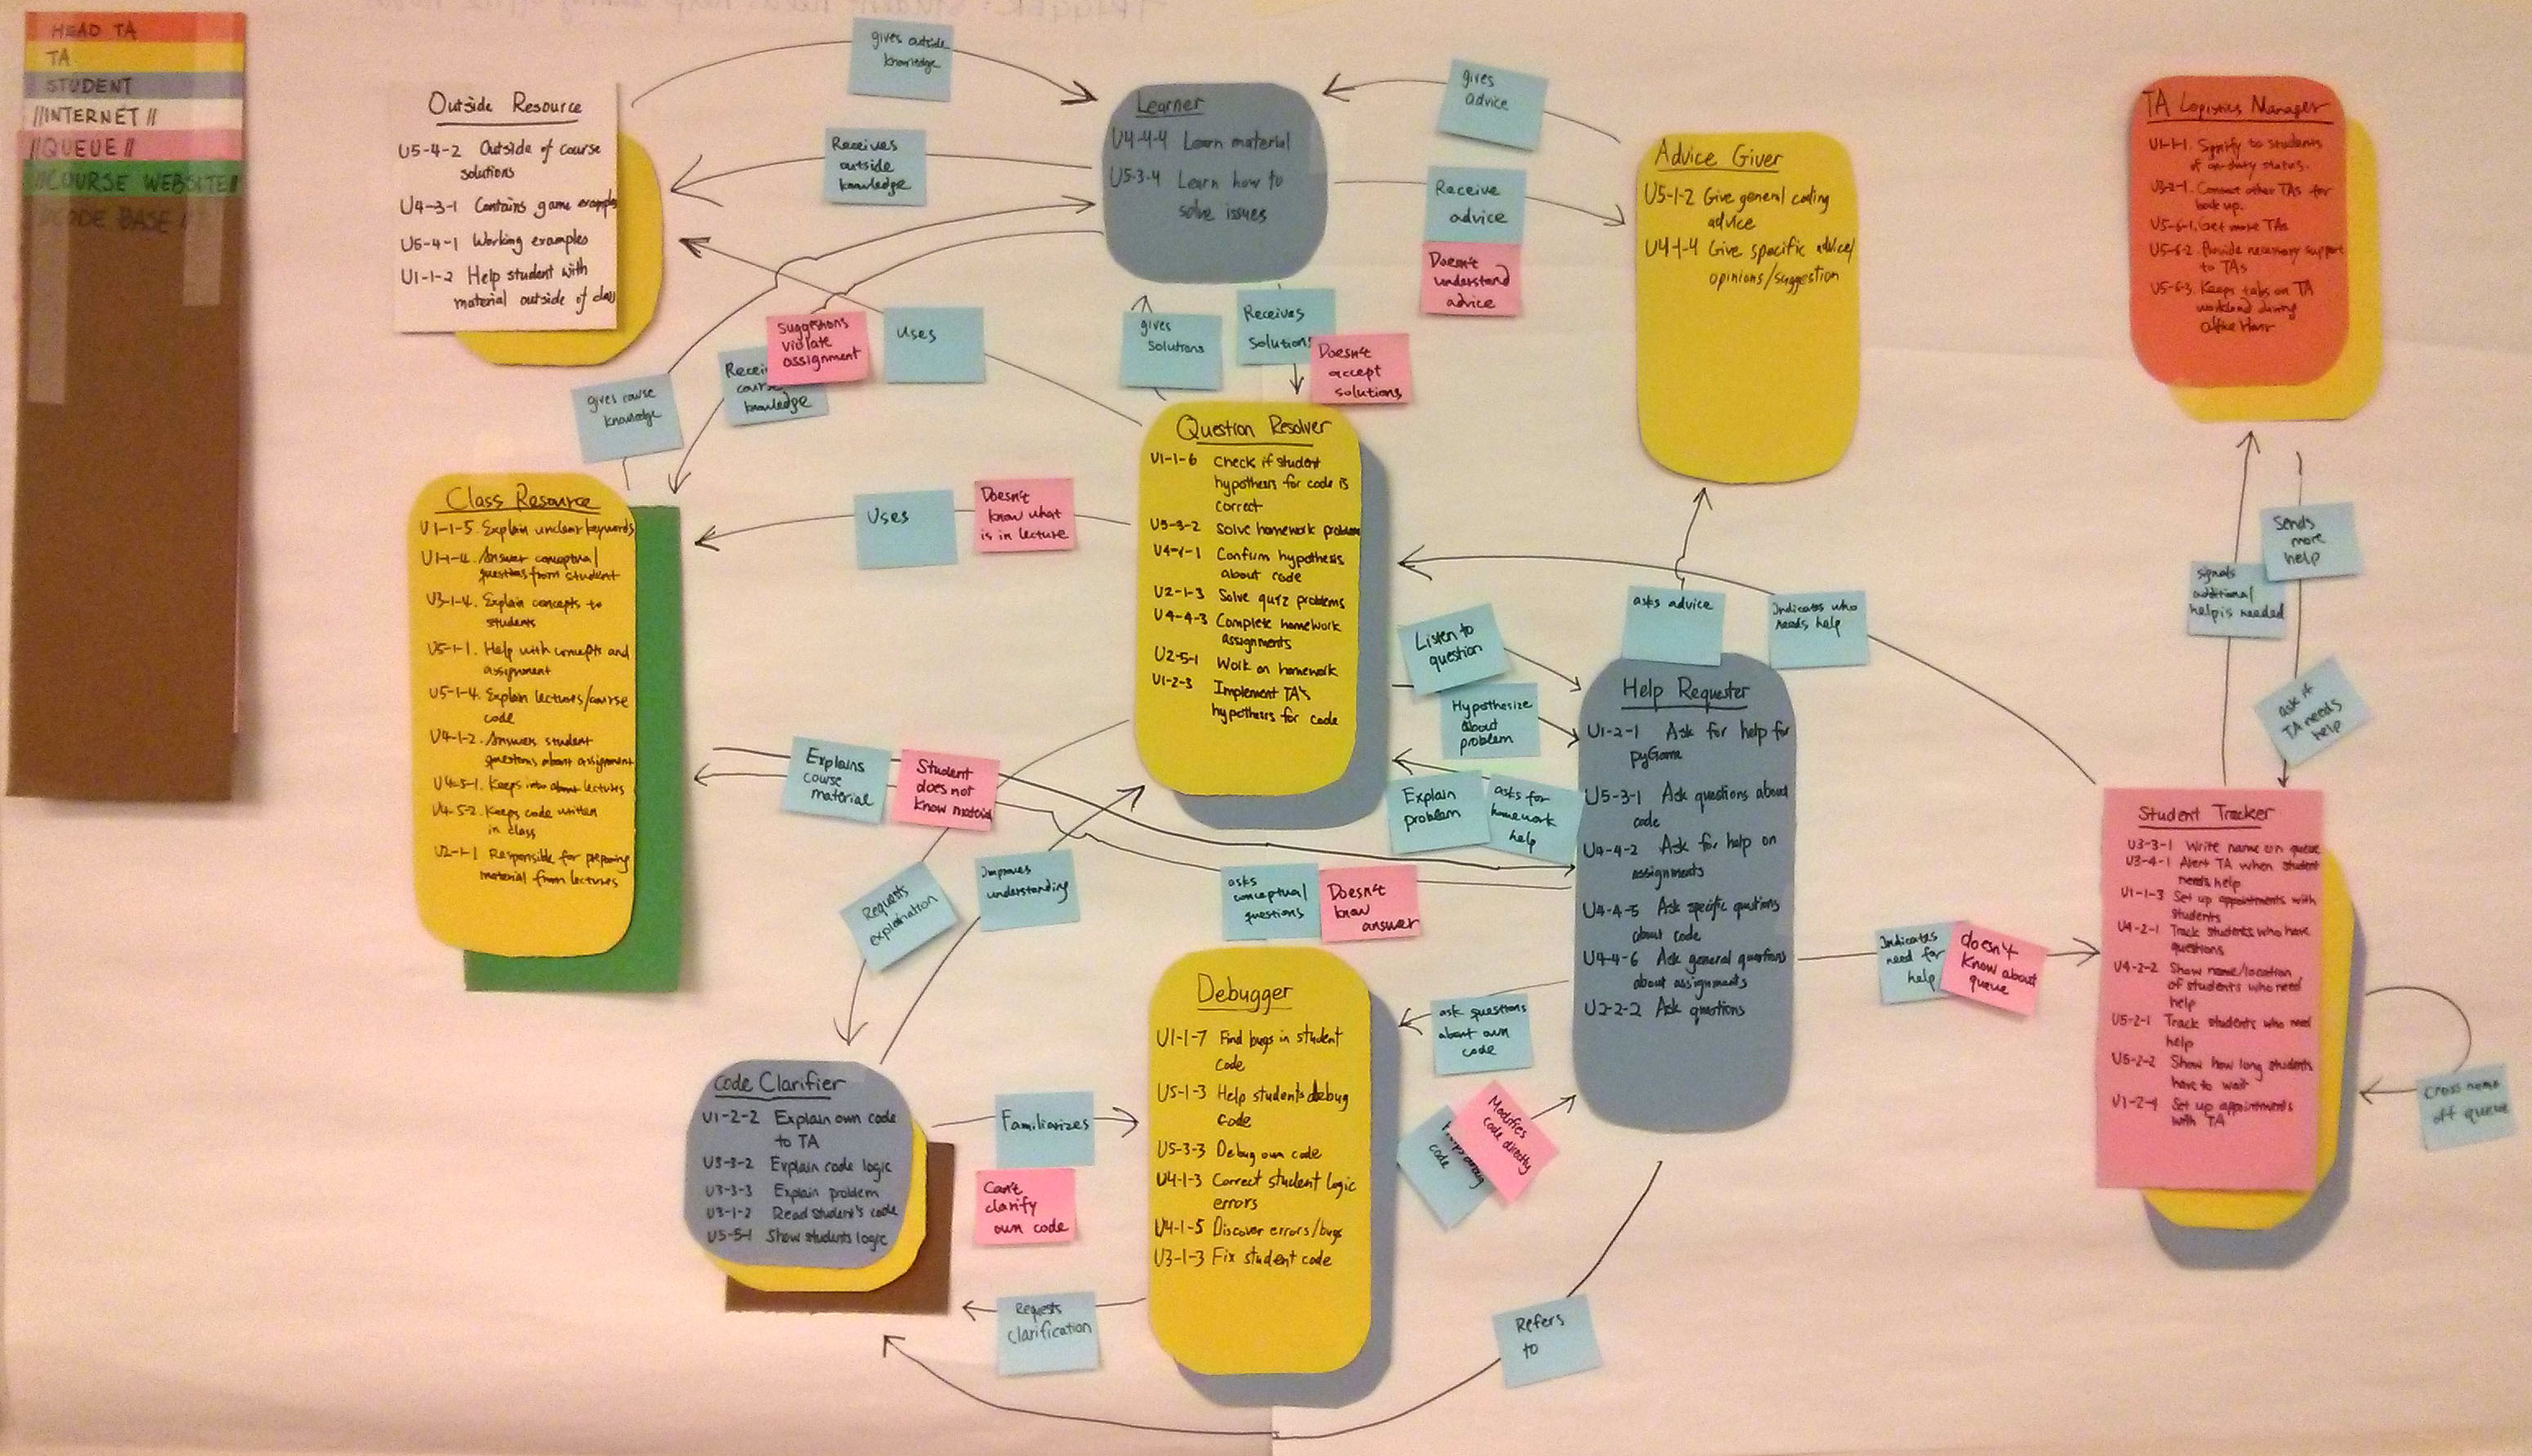 HEAD TA
TA
STUDENT
//INTERNET //
//QUEUE //
//COURSE WEBSITE//
CODE BASE
Outside Resource
U5-4-2 Outside of course
solutions
U4-3-1 Contains game examples
U5-4-1 Working examples
U1-1-2 Help student with
material outside of class
gives outside
knowledge
Receives
outside
knowledge
Learner
U4-4-4 Learn material
U5-3-4 Learn how to
solve issues
gives
advice
Receive
advice
Doesn't
understand
advice
Advice Giver
U5-1-2 Give general coding
advice
U4-1-4 Give specific advice/
opinions/suggestion
TA Logistics Manager
U1-1-1. Signify to students
of on-duty status.
U3-2-1. Contact other TAs for
back up.
U5-6-1. Get more TAs
U5-6-2. Provide necessary support
to TAs
U5-6-3. Keeps tabs on TA
workload during
office Hour
gives course
knowledge
course
knowledge
Suggestions
violate
assignment
Uses
gives
solutions
Receives
Solutions
Doesn't
accept
solutions
Class Resource
U1-1-5. Explain unclear keywords
U1-1-4. Answer conceptual
questions from student
U3-1-4. Explain concepts to
students
U5-1-1. Help with concepts and
assignment
U5-1-4. Explain lectures/course
code
U4-1-2. Answers student
questions about assignment
U4-5-1. Keeps info about lectures
U4-5-2. Keeps code written
in class
U2-1-1 Responsible for preparing
material from lectures
Uses
Doesn't
know what
is in lecture
Question Resolver
U1-1-6 Check if student
hypothesis for code is
correct
U5-3-2 Solve homework problems
Confirm hypothesis
about code
U2-1-3 Solve quiz problems
U4-4-3 Complete homework
assignments
U2-5-1 Work on homework
U1-2-3 Implement TA's
hypothesis for code
Listen to
question
Hypothesize
about
problem
Explain
problem
asks for
homework
help
asks advice
Indicates who
needs help
Sends
more
help
signals
additional
help is needed
ask if
TA needs
help
Explains
course
material
Student
does not
know material
Requests
explanation
Improves
understanding
asks
conceptual
questions
Doesn't
know
answer
Help Requester
U1-2-1 Ask for help for
pyGame
U5-3-1 Ask questions about
code
U4-4-2 Ask for help on
assignments
U4-4-5 Ask specific questions
about code
U4-4-6 Ask general questions
about assignments
U2-2-2 Ask questions
Indicates
need for
help
doesn't
know about
queue
Student Tracker
U3-3-1 Write name on queue
U3-4-1 Alert TA when student
needs help
U1-1-3 Set up appointments with
students
U4-2-1 Track students who have
questions
U4-2-2 Show name/location
of students who need
help
U5-2-1 Track students who need
help
U5-2-2 Show how long students
have to wait
U1-2-4 Set up appointments
with TA
cross name
off queue
Code Clarifier
U1-2-2 Explain own code
to TA
U3-3-2 Explain code logic
U3-3-3 Explain problem
U3-1-2 Read student's code
U5-5-1 Show students logic
Familiarizes
Can't
clarify
own code
Requests
clarification
Debugger
U1-1-7 Find bugs in student
code
U5-1-3 Help students debug
code
U5-3-3 Debug own code
U4-1-3 Correct student logic
errors
U4-1-5 Discover errors/bugs
U3-1-3 Fix student code
ask questions
about own
code
code
Modifies
code directly
Refers
to